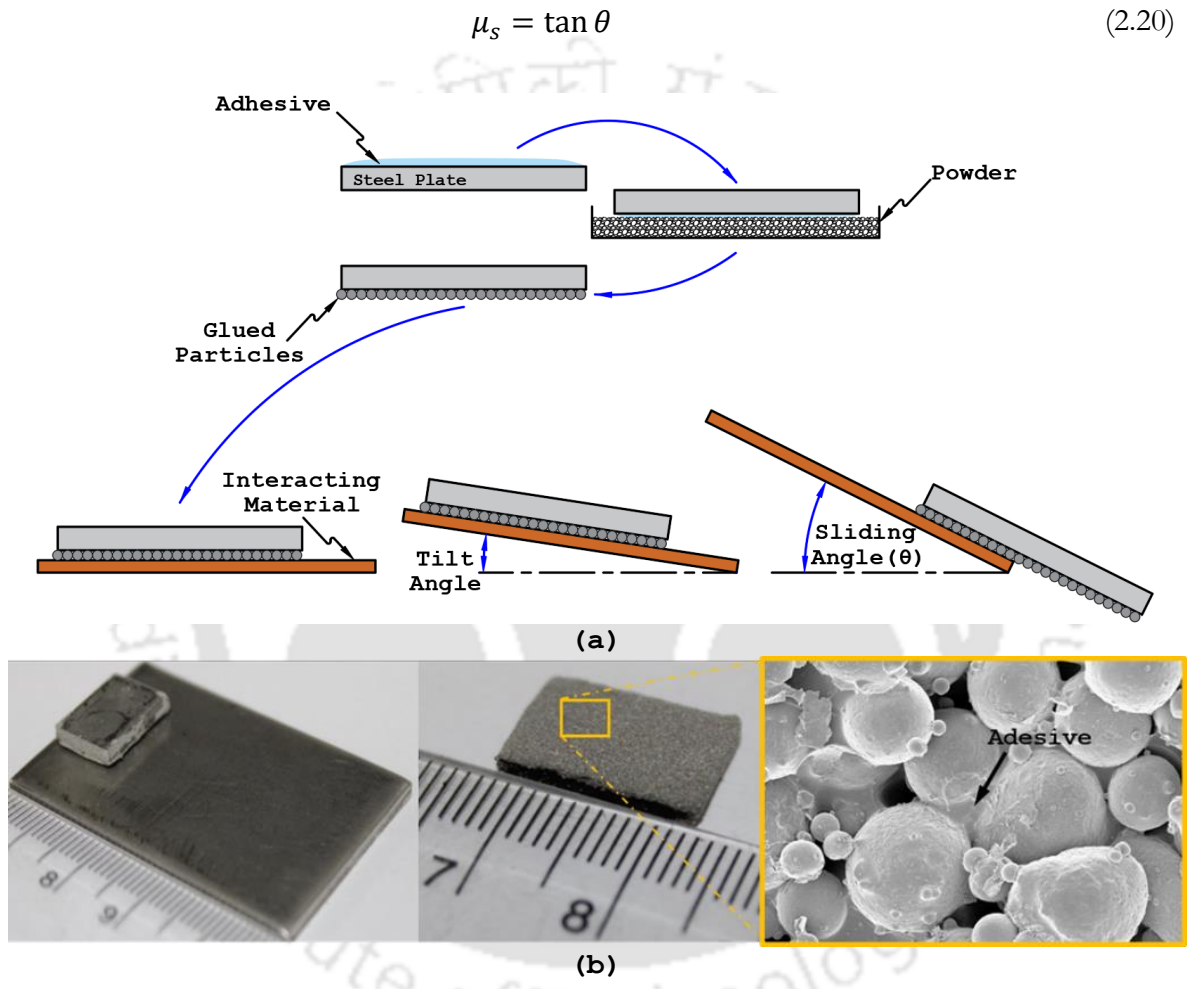 μₛ = tan θ (2.20)
Adhesive
Steel Plate
Powder
Glued
Particles
Interacting
Material
Tilt
Angle
Sliding
Angle(θ)
(a)
8
9
7
8
Adesive
(b)